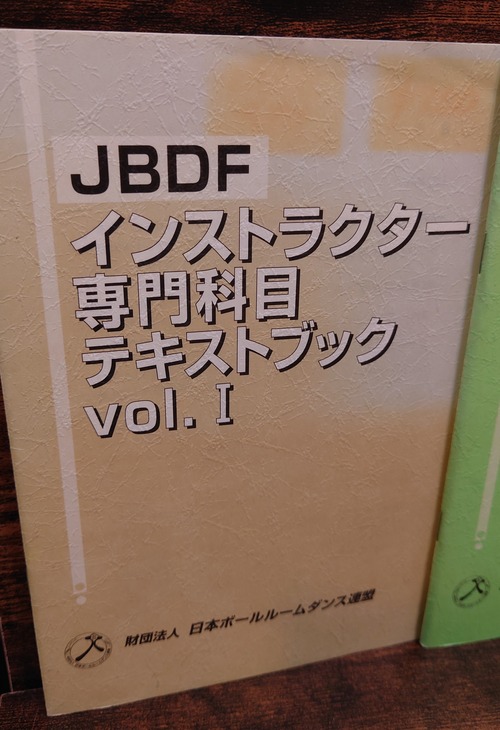 JBDF
インストラクター
専門科目
テキストブック
vol. I
財団法人 日本ボールルームダンス連盟